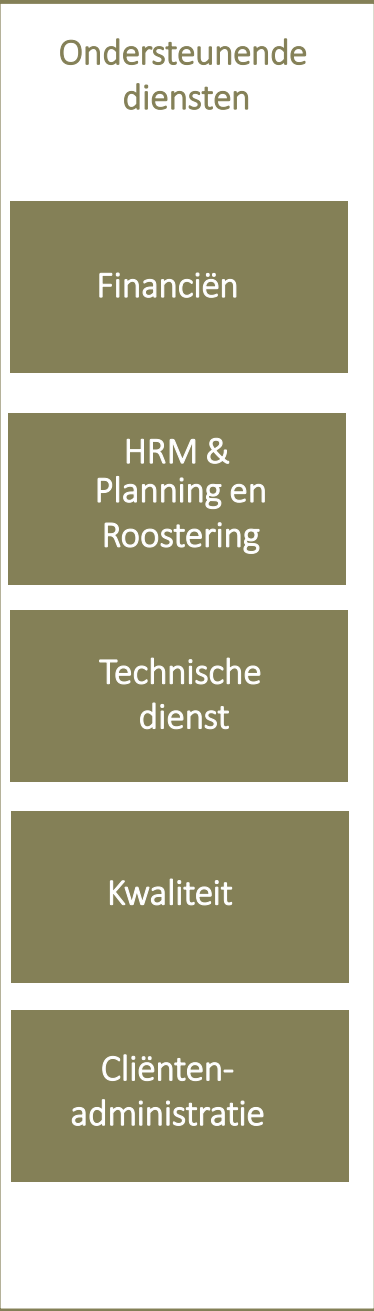 Ondersteunende
diensten
Financiën
HRM &
Planning en
Roostering
Technische
dienst
Kwaliteit
Cliënten-
administratie